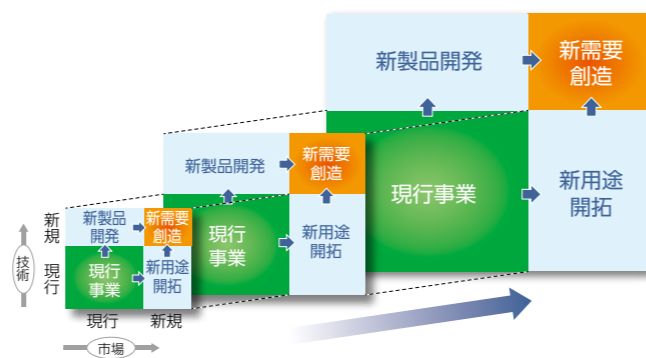 新製品開発
新需要
創造
現行事業
新用途
開拓
新製品開発
新需要
創造
現行
事業
新用途
開拓
新製品
開発
新需要
創造
現行
事業
新用途
開拓
技術
新規
現行
現行
新規
市場